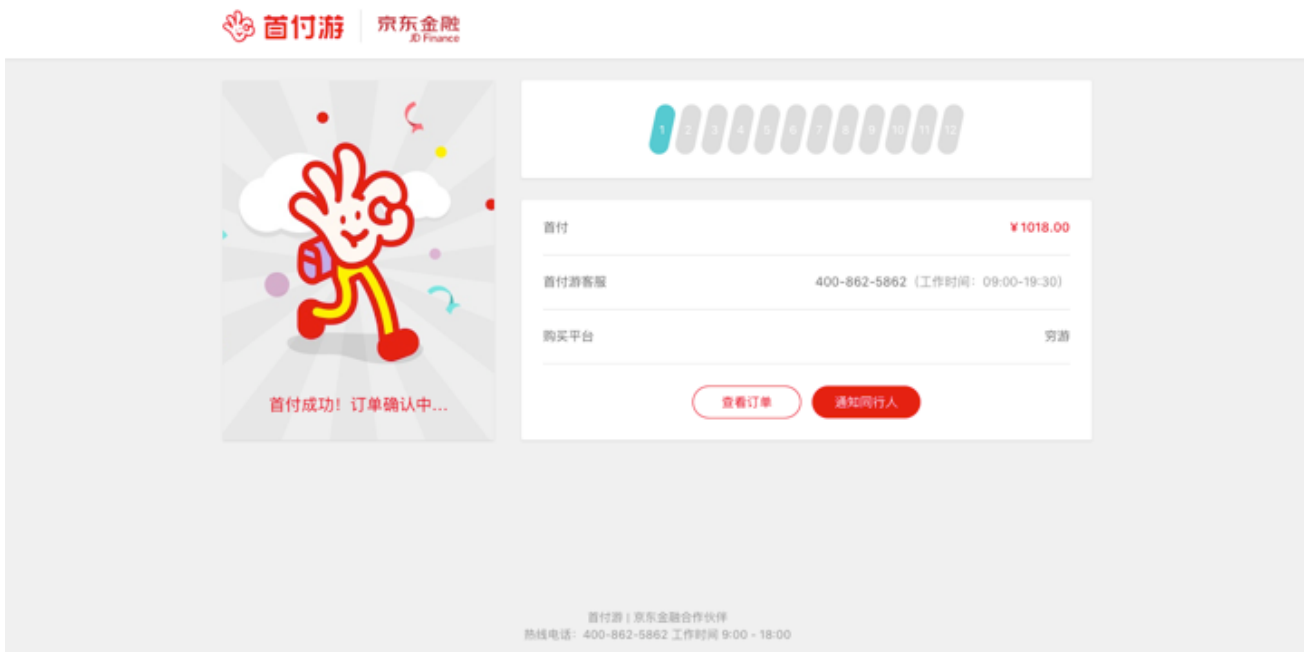 首付游 京东金融
JD Finance
1 2 3 4 5 6 7 8 9 10 11 12
首付 ¥1018.00
首付游客服 400-862-5862（工作时间：09:00-19:30）
购买平台 穷游
查看订单 通知同行人
首付成功！订单确认中...
首付游 | 京东金融合作伙伴
热线电话：400-862-5862 工作时间 9:00 - 18:00